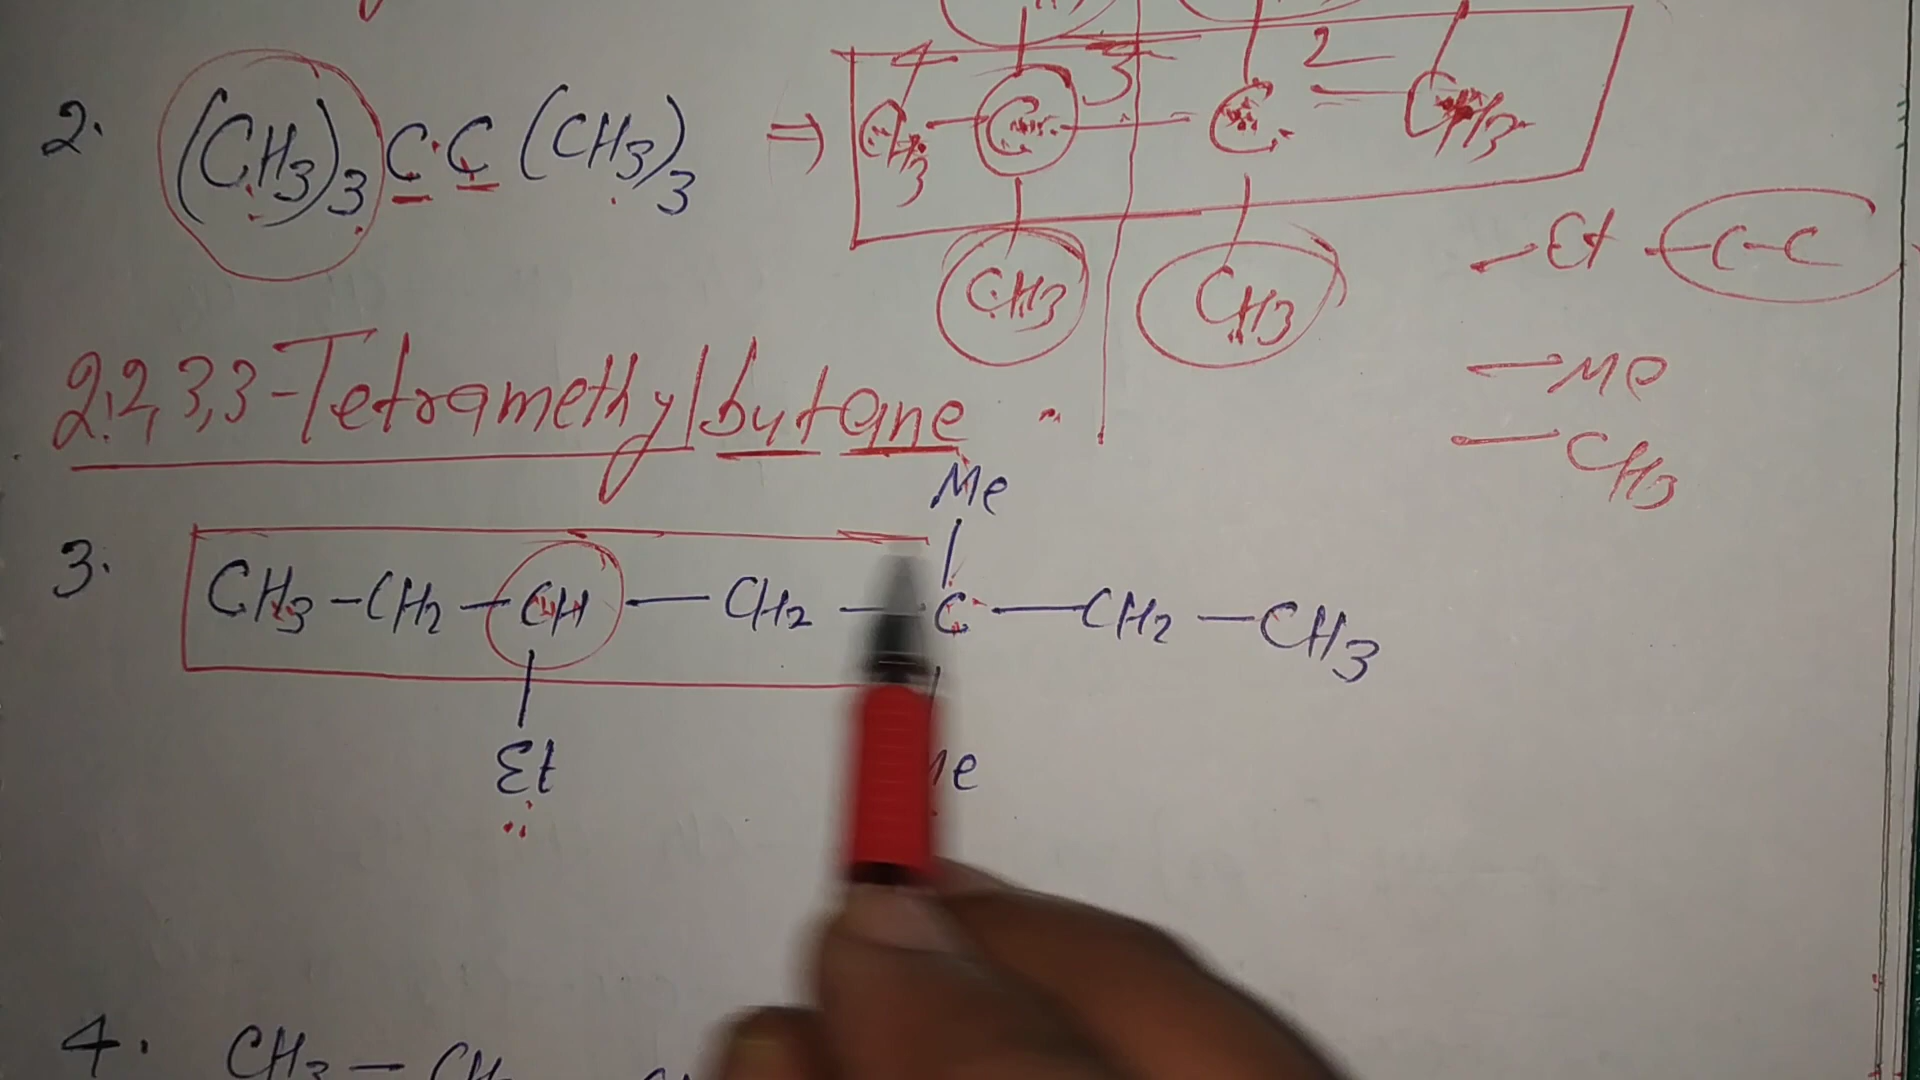 2. (CH3)3 C C (CH3)3 ⇒ CH3 - C - C - CH3
4 3 2
CH3 CH3
- Et - C - C
2,2,3,3-Tetramethylbutane
- Me
- CH3
Me
3. CH3 - CH2 - CH - CH2 - C - CH2 - CH3
Et
4. CH3 -